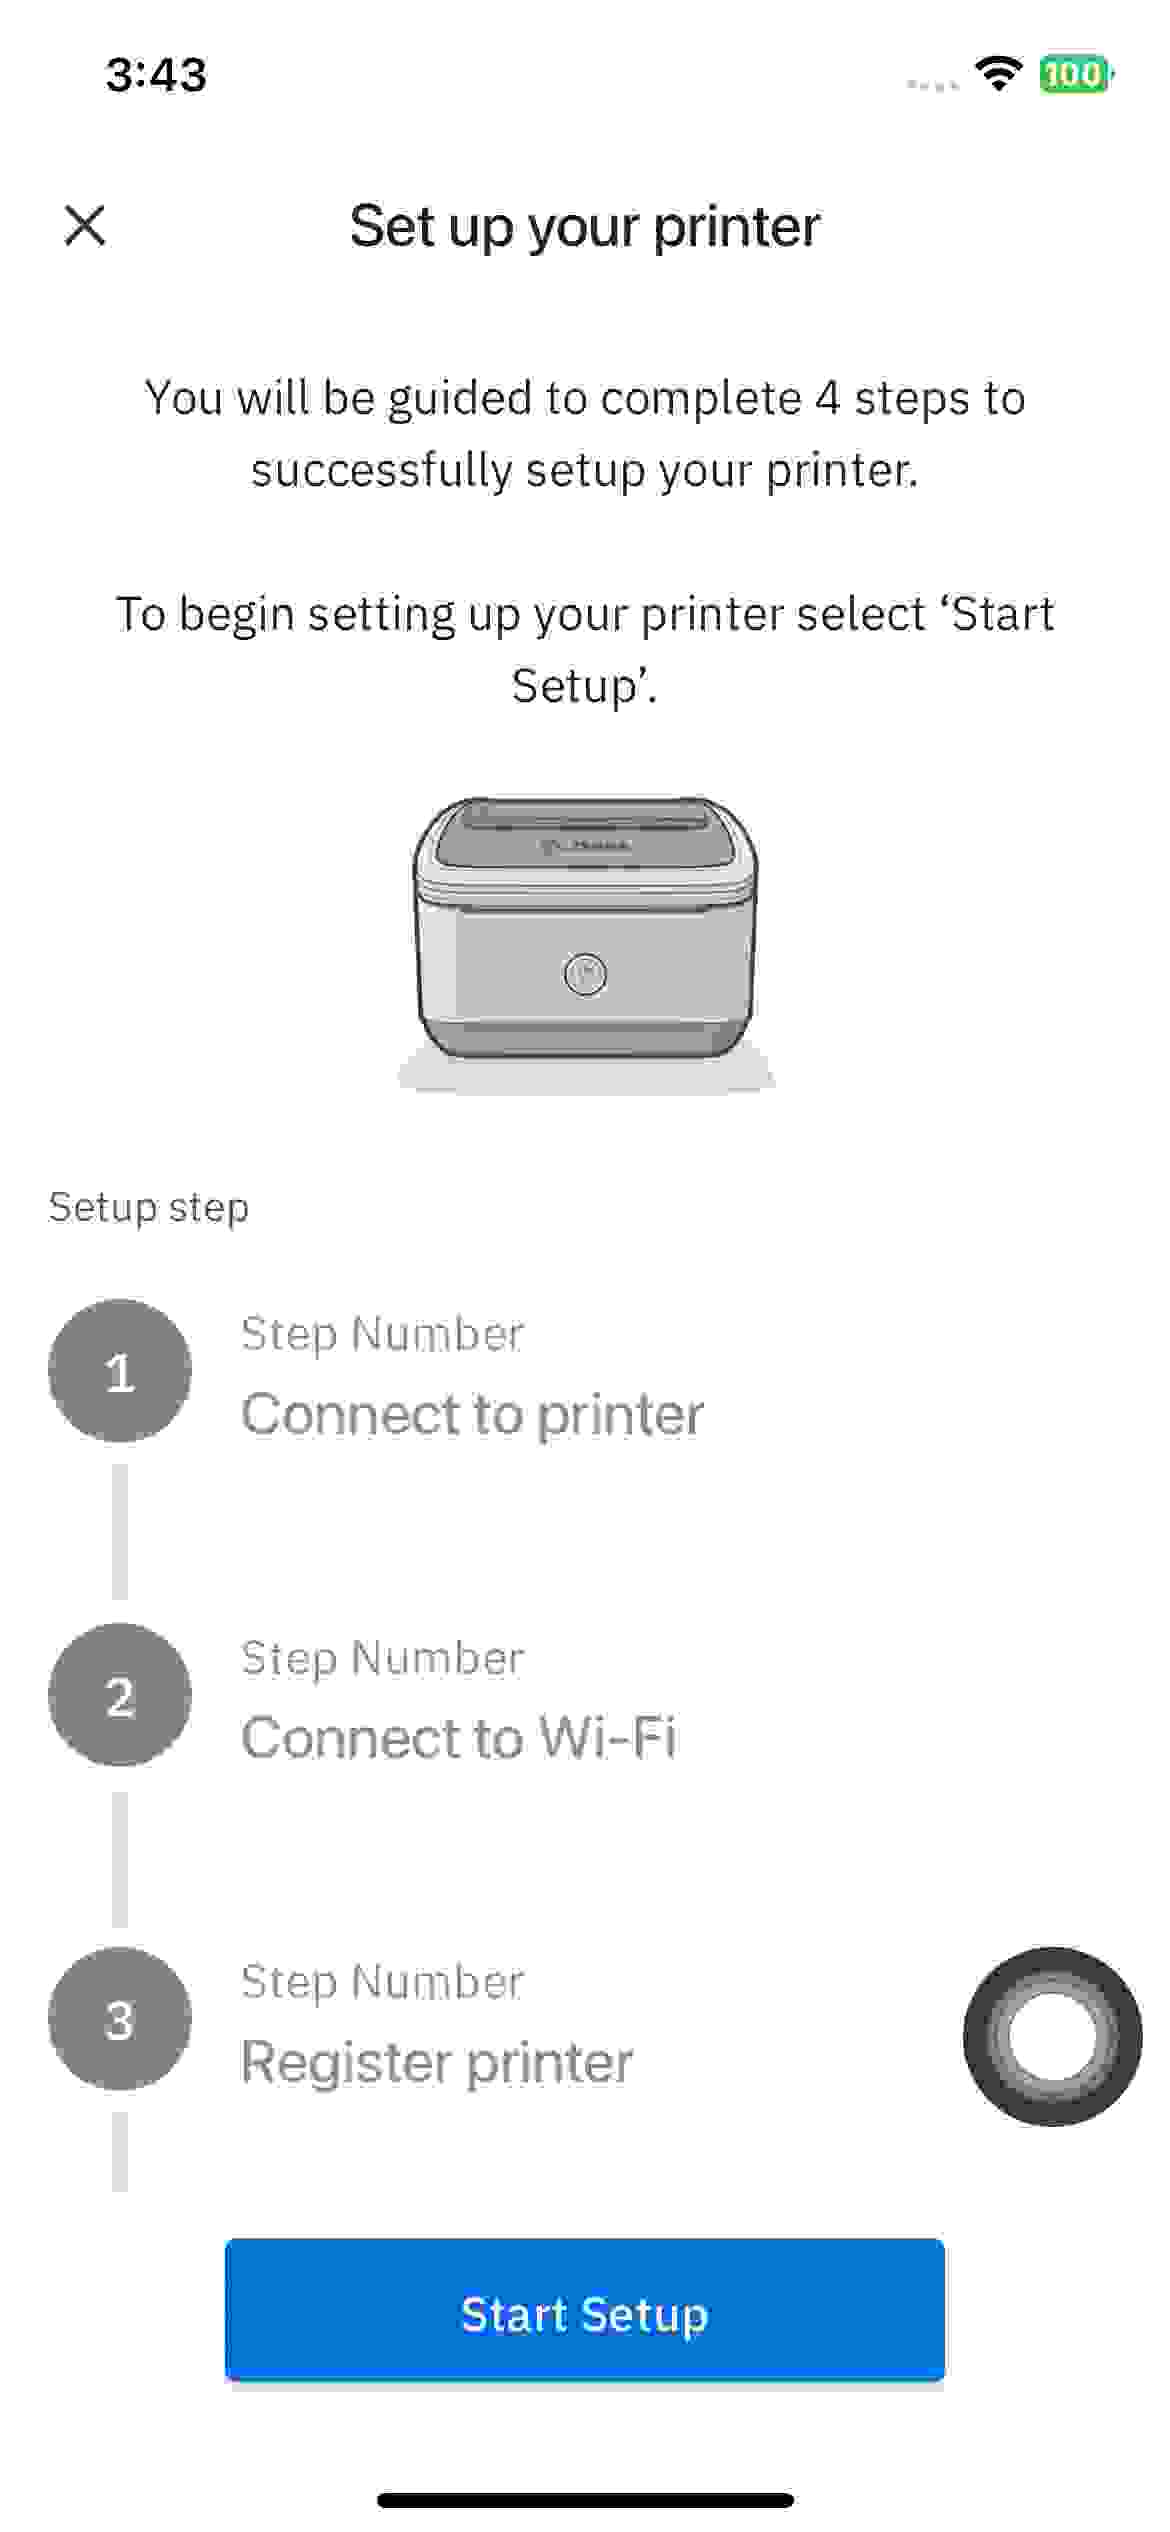 3:43
100
Set up your printer
You will be guided to complete 4 steps to
successfully setup your printer.
To begin setting up your printer select ‘Start
Setup’.
Setup step
1
Step Number
Connect to printer
2
Step Number
Connect to Wi-Fi
3
Step Number
Register printer
Start Setup